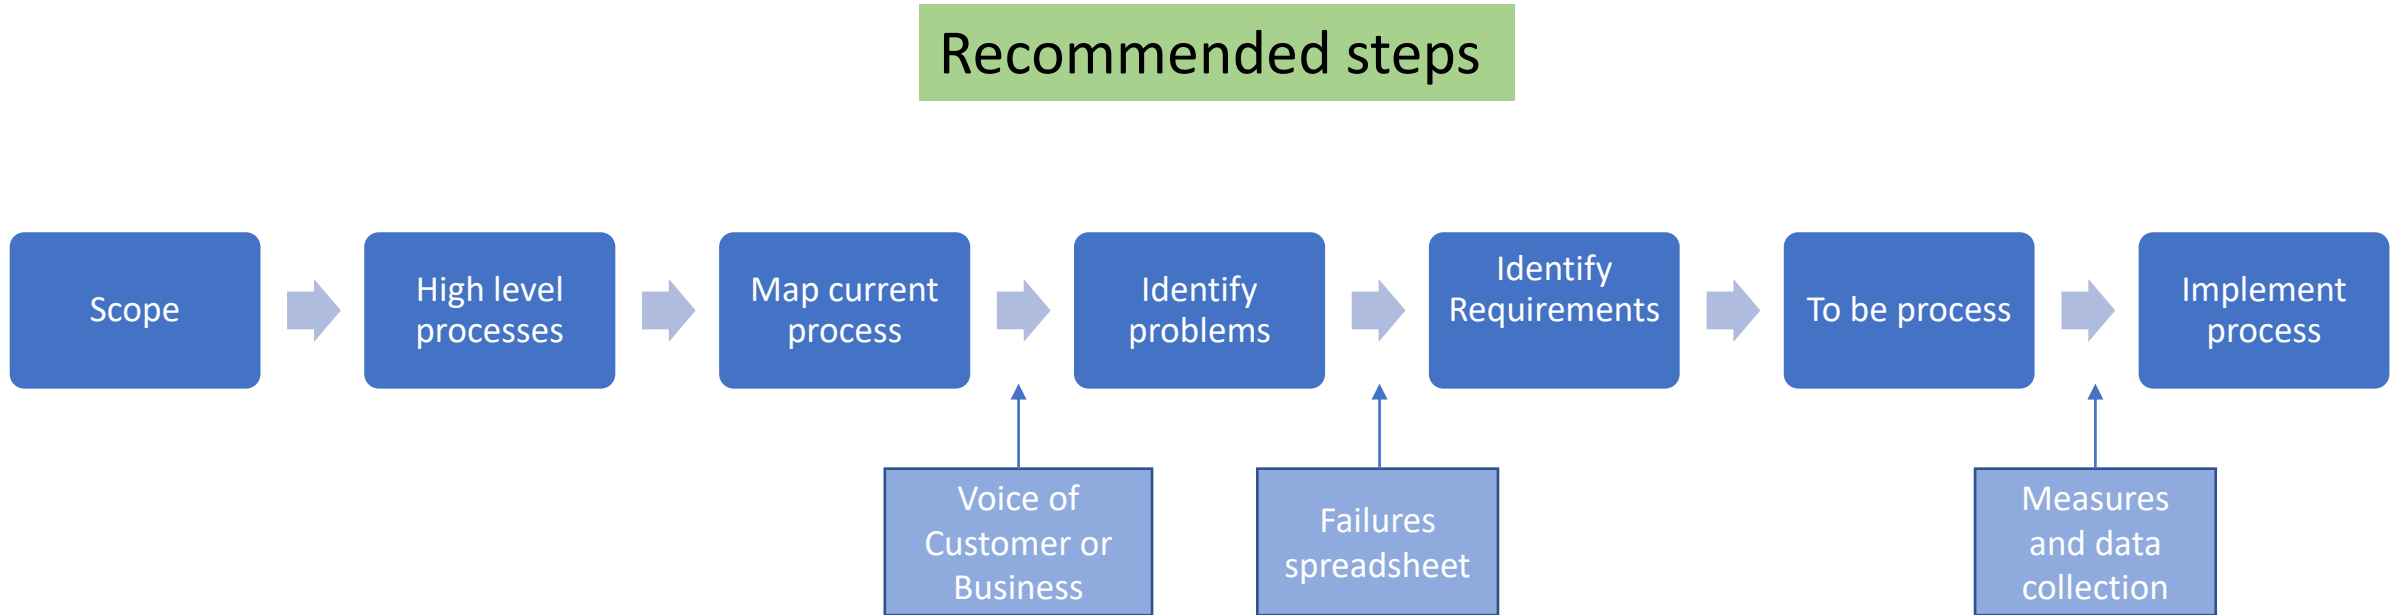 Recommended steps
Scope
High level
processes
Map current
process
Identify
problems
Identify
Requirements
To be process
Implement
process
Voice of
Customer or
Business
Failures
spreadsheet
Measures
and data
collection